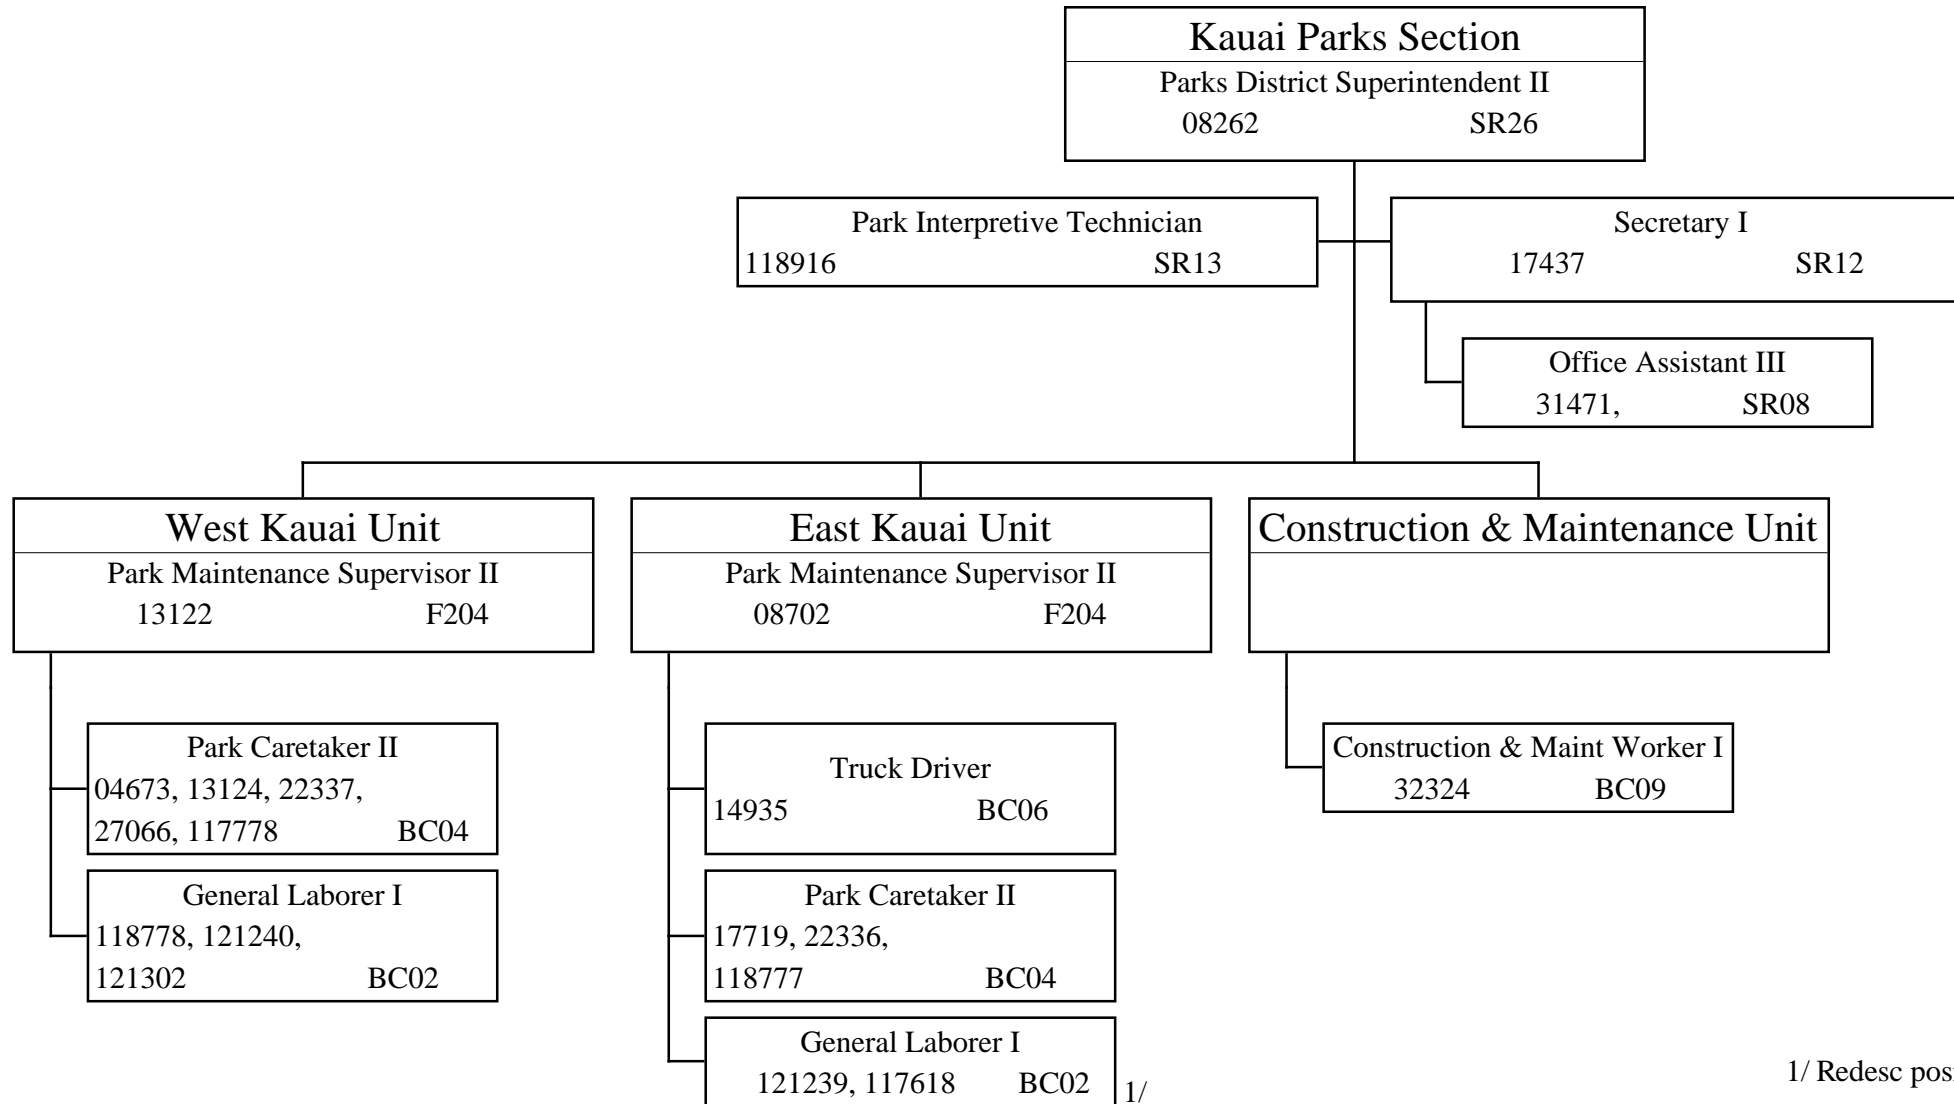 Kauai Parks Section
Parks District Superintendent II
08262 SR26
Park Interpretive Technician
118916 SR13
Secretary I
17437 SR12
Office Assistant III
31471, SR08
West Kauai Unit
Park Maintenance Supervisor II
13122 F204
East Kauai Unit
Park Maintenance Supervisor II
08702 F204
Construction & Maintenance Unit
Park Caretaker II
04673, 13124, 22337,
27066, 117778 BC04
General Laborer I
118778, 121240,
121302 BC02
Truck Driver
14935 BC06
Park Caretaker II
17719, 22336,
118777 BC04
General Laborer I
121239, 117618 BC02 1/
Construction & Maint Worker I
32324 BC09
1/ Redesc